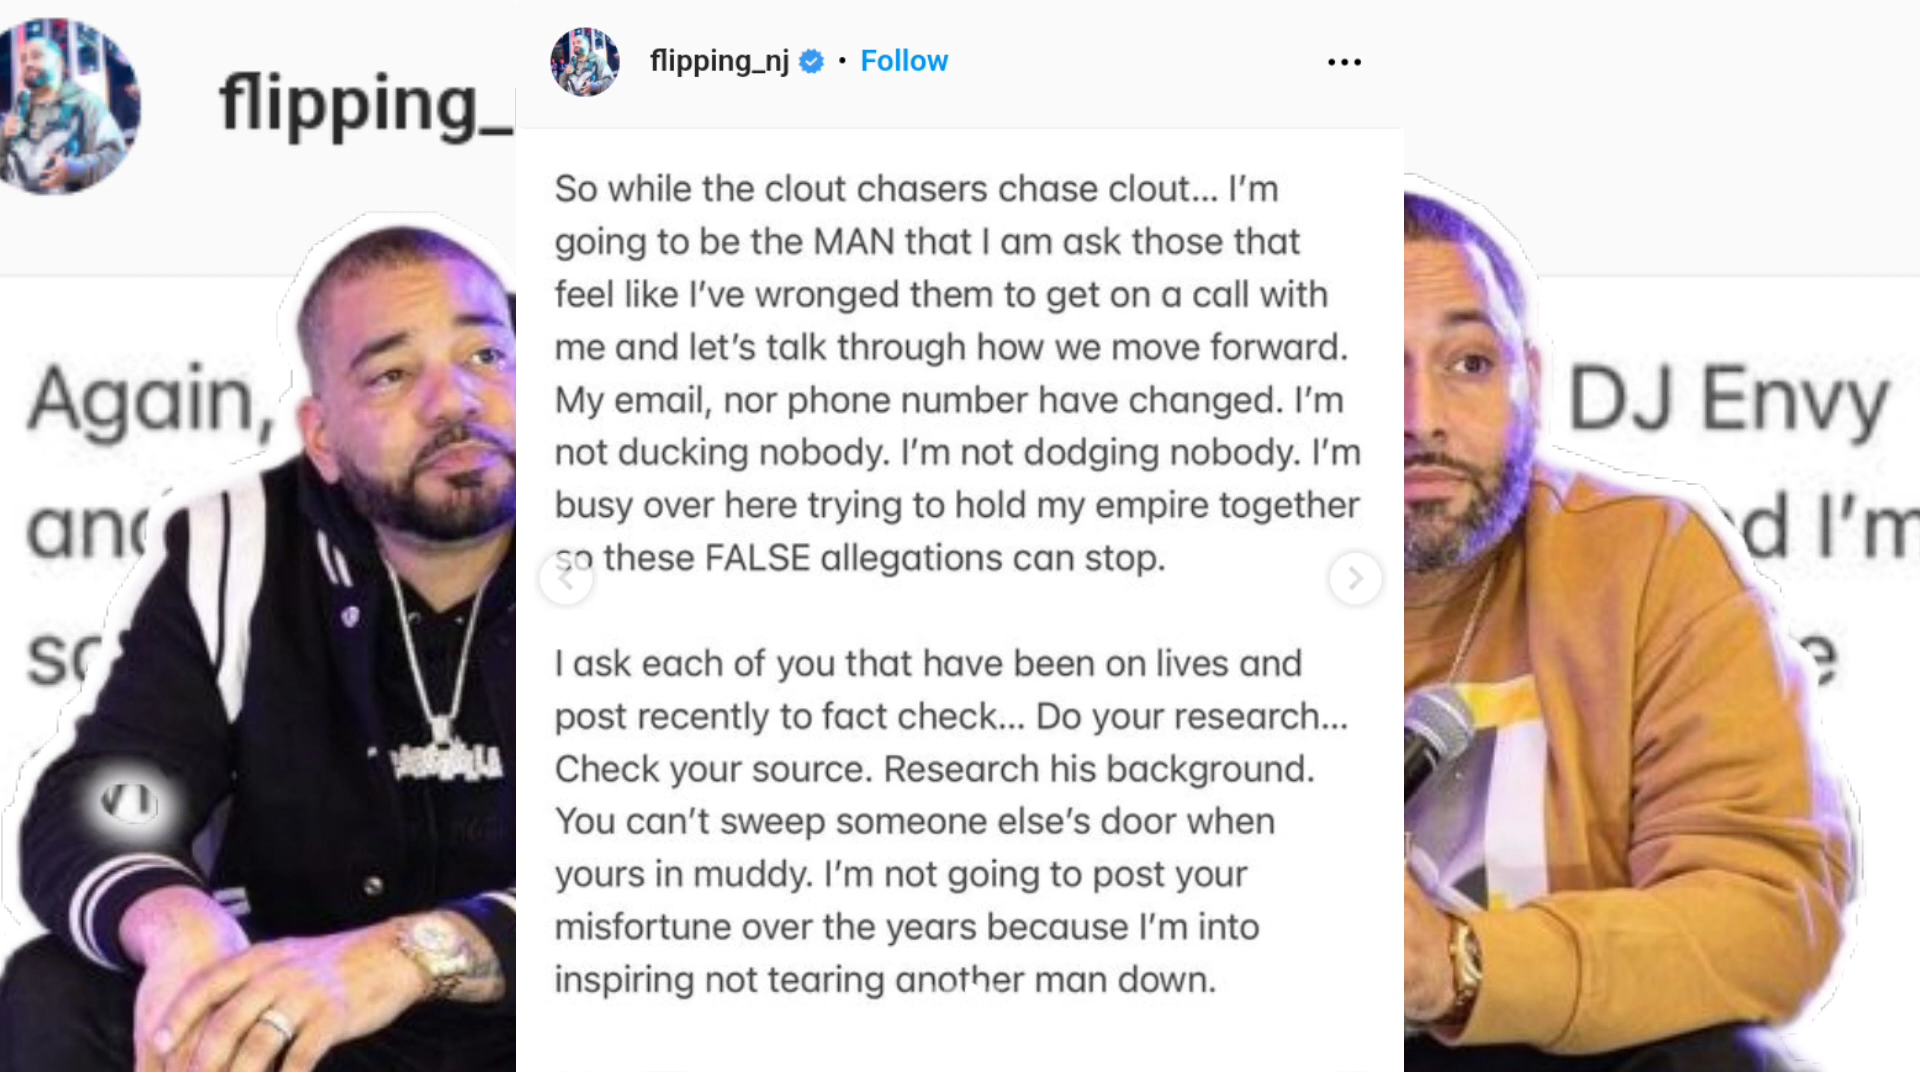 flipping_
flipping_nj • Follow
So while the clout chasers chase clout... I'm
going to be the MAN that I am ask those that
feel like I've wronged them to get on a call with
me and let's talk through how we move forward.
My email, nor phone number have changed. I'm
not ducking nobody. I'm not dodging nobody. I'm
busy over here trying to hold my empire together
so these FALSE allegations can stop.
I ask each of you that have been on lives and
post recently to fact check... Do your research...
Check your source. Research his background.
You can't sweep someone else's door when
yours in muddy. I'm not going to post your
misfortune over the years because I'm into
inspiring not tearing another man down.
Again,
DJ Envy
I'm